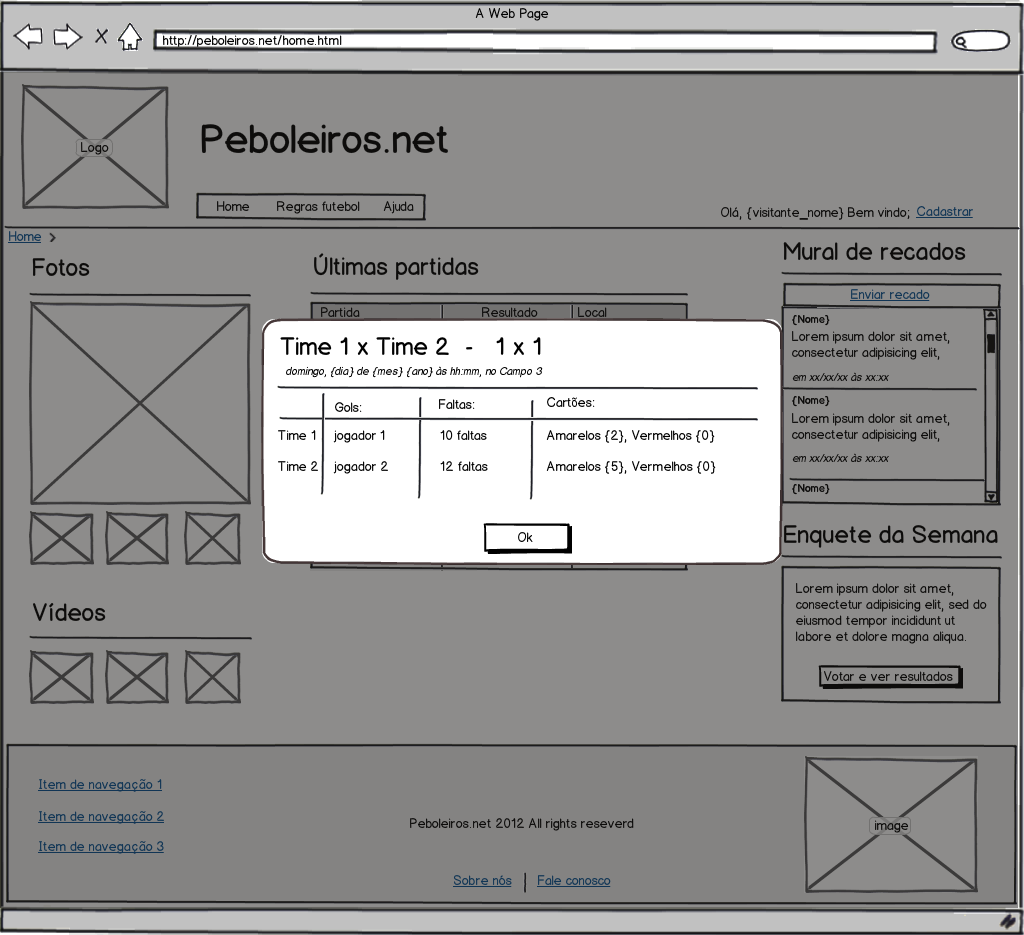 A Web Page
http://peboleiros.net/home.html
Logo
Peboleiros.net
Home Regras futebol Ajuda
Olá, {visitante_nome} Bem vindo; Cadastrar
Home
Fotos
Últimas partidas
Partida Resultado Local
Time 1 x Time 2 - 1 x 1
domingo, {dia} de {mes} {ano} às hh:mm, no Campo 3
Gols: Faltas: Cartões:
Time 1 jogador 1 10 faltas Amarelos {2}, Vermelhos {0}
Time 2 jogador 2 12 faltas Amarelos {5}, Vermelhos {0}
Ok
Mural de recados
Enviar recado
{Nome}
Lorem ipsum dolor sit amet,
consectetur adipisicing elit,
em xx/xx/xx às xx:xx
{Nome}
Lorem ipsum dolor sit amet,
consectetur adipisicing elit,
em xx/xx/xx às xx:xx
{Nome}
Enquete da Semana
Lorem ipsum dolor sit amet,
consectetur adipisicing elit, sed do
eiusmod tempor incididunt ut
labore et dolore magna aliqua.
Votar e ver resultados
Vídeos
Item de navegação 1
Item de navegação 2
Item de navegação 3
Peboleiros.net 2012 All rights reseverd
Sobre nós Fale conosco
image